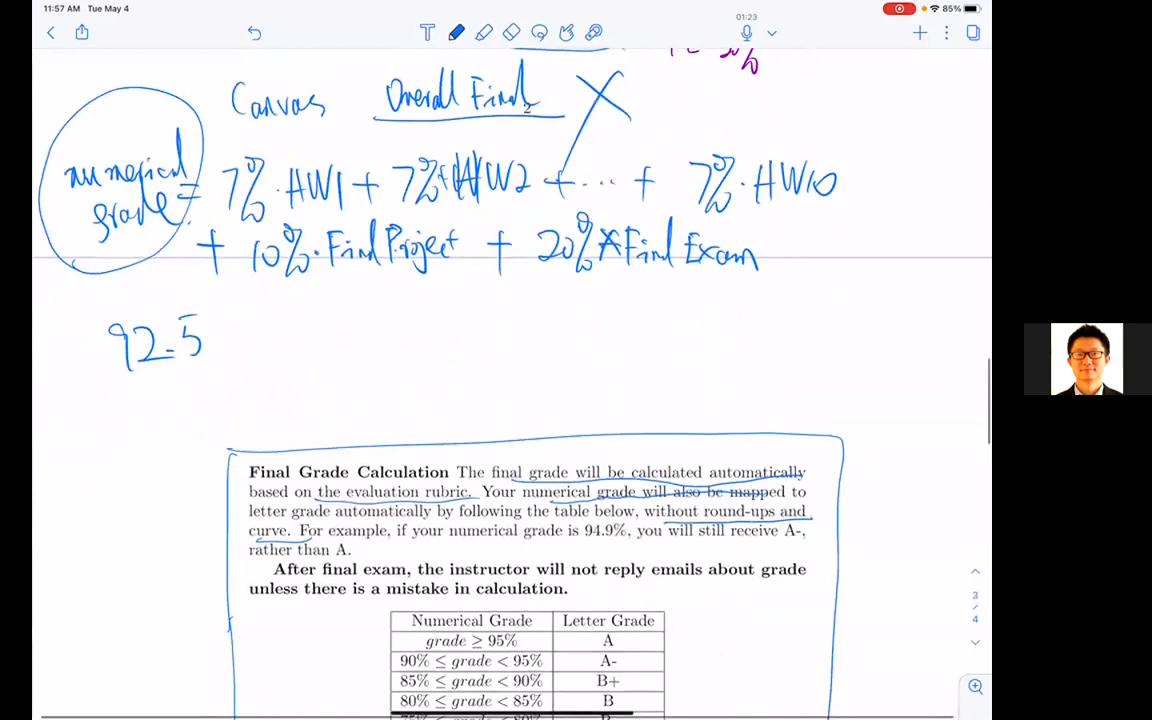 11:57 AM Tue May 4
85%
01:23
T
Canvas Overall Final
numerical grade = 7% · HW1 + 7% · HW2 + ... + 7% · HW10
+ 10% · Final Project + 20% × Final Exam
92.5
Final Grade Calculation The final grade will be calculated automatically
based on the evaluation rubric. Your numerical grade will also be mapped to
letter grade automatically by following the table below, without round-ups and
curve. For example, if your numerical grade is 94.9%, you will still receive A-,
rather than A.
After final exam, the instructor will not reply emails about grade
unless there is a mistake in calculation.
Numerical Grade Letter Grade
grade ≥ 95% A
90% ≤ grade < 95% A-
85% ≤ grade < 90% B+
80% ≤ grade < 85% B
3
/
4